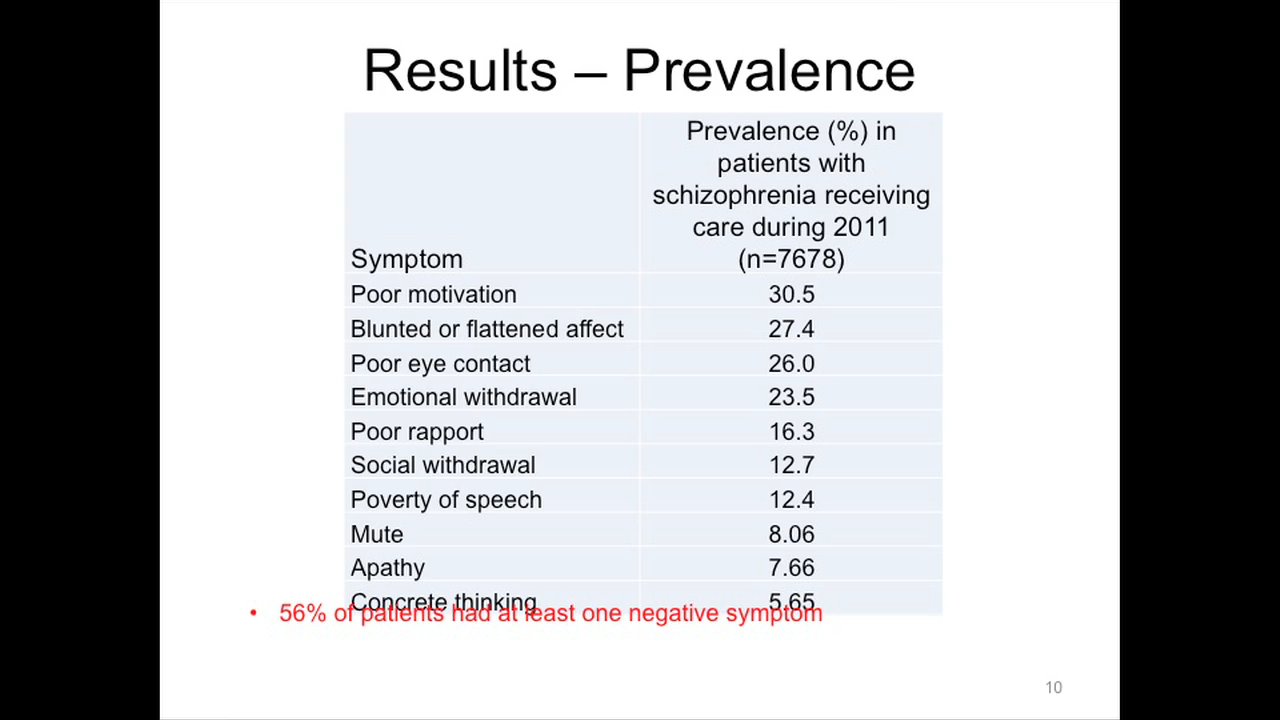 Results – Prevalence
Prevalence (%) in
patients with
schizophrenia receiving
care during 2011
Symptom (n=7678)
Poor motivation 30.5
Blunted or flattened affect 27.4
Poor eye contact 26.0
Emotional withdrawal 23.5
Poor rapport 16.3
Social withdrawal 12.7
Poverty of speech 12.4
Mute 8.06
Apathy 7.66
Concrete thinking 5.65
• 56% of patients had at least one negative symptom
10